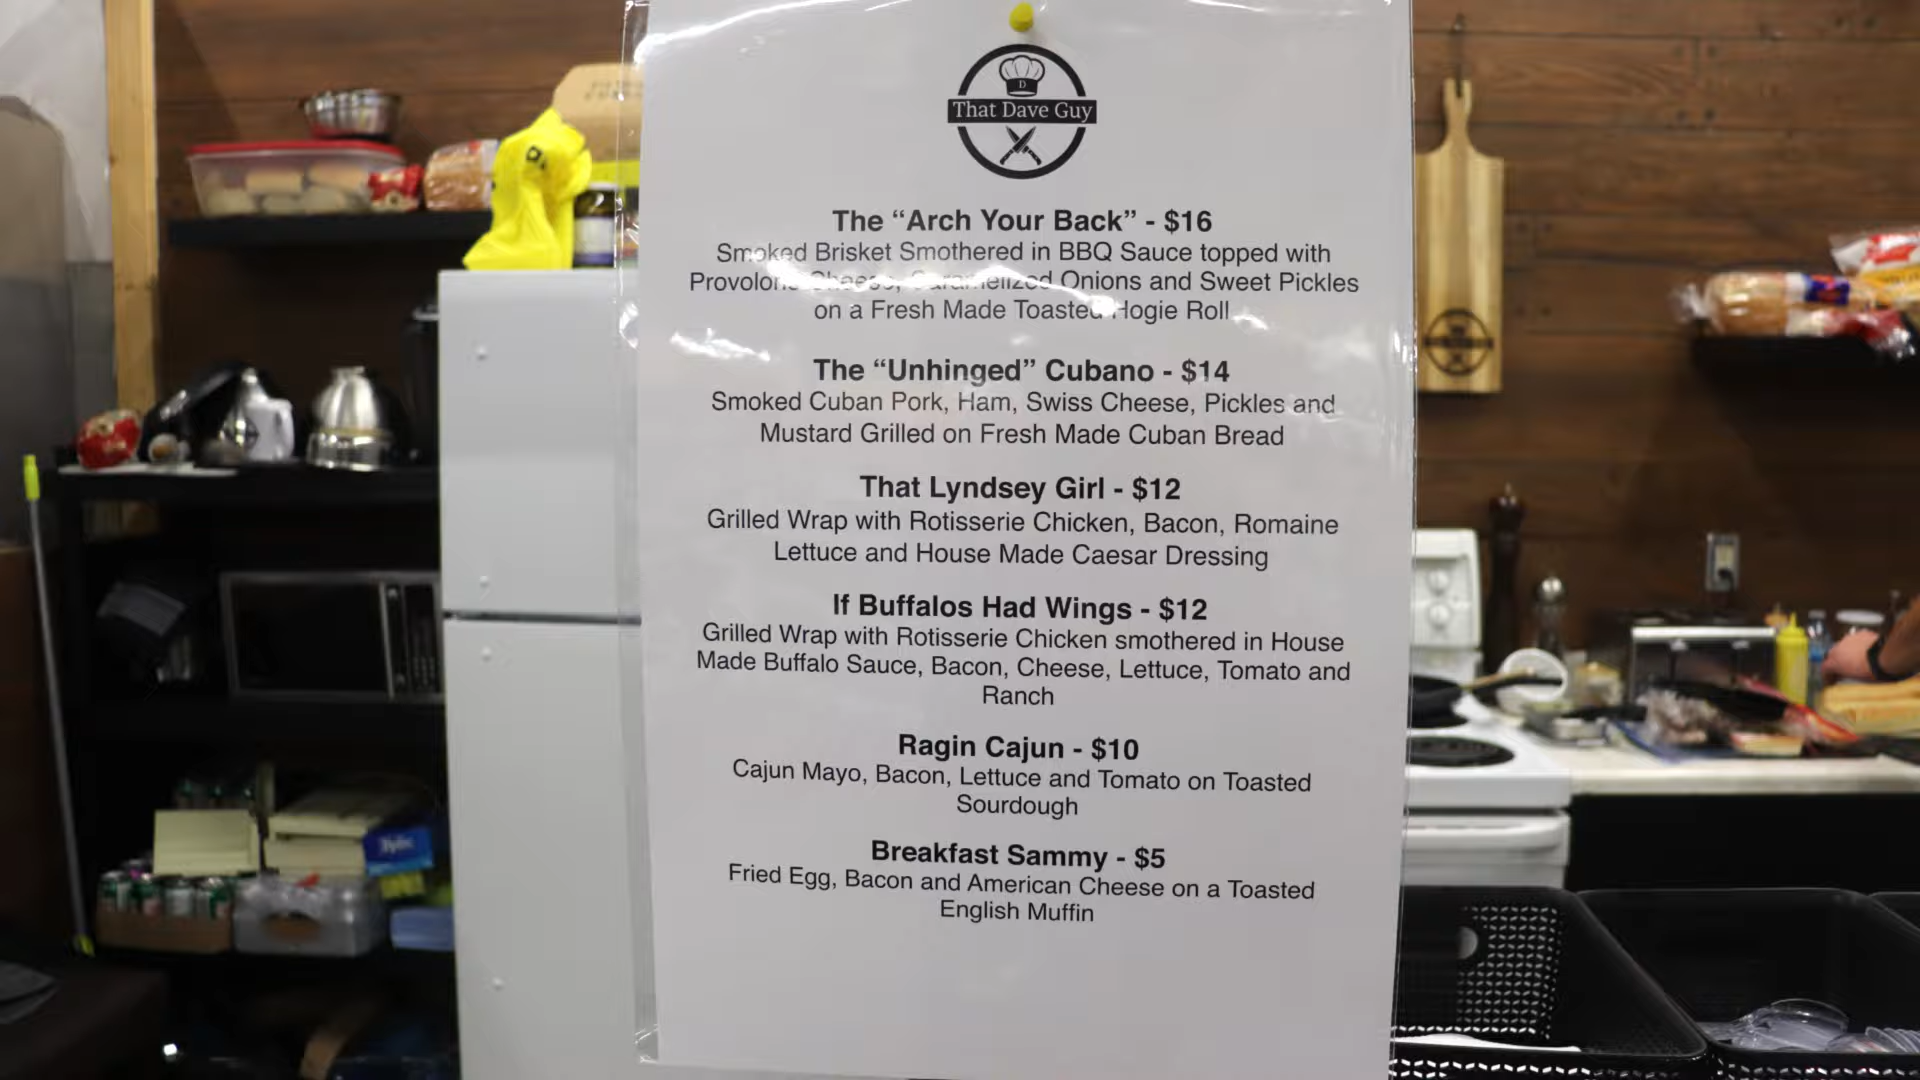 D
That Dave Guy
The “Arch Your Back” - $16
Smoked Brisket Smothered in BBQ Sauce topped with
Provolone Cheese, Caramelized Onions and Sweet Pickles
on a Fresh Made Toasted Hogie Roll
The “Unhinged” Cubano - $14
Smoked Cuban Pork, Ham, Swiss Cheese, Pickles and
Mustard Grilled on Fresh Made Cuban Bread
That Lyndsey Girl - $12
Grilled Wrap with Rotisserie Chicken, Bacon, Romaine
Lettuce and House Made Caesar Dressing
If Buffalos Had Wings - $12
Grilled Wrap with Rotisserie Chicken smothered in House
Made Buffalo Sauce, Bacon, Cheese, Lettuce, Tomato and
Ranch
Ragin Cajun - $10
Cajun Mayo, Bacon, Lettuce and Tomato on Toasted
Sourdough
Breakfast Sammy - $5
Fried Egg, Bacon and American Cheese on a Toasted
English Muffin